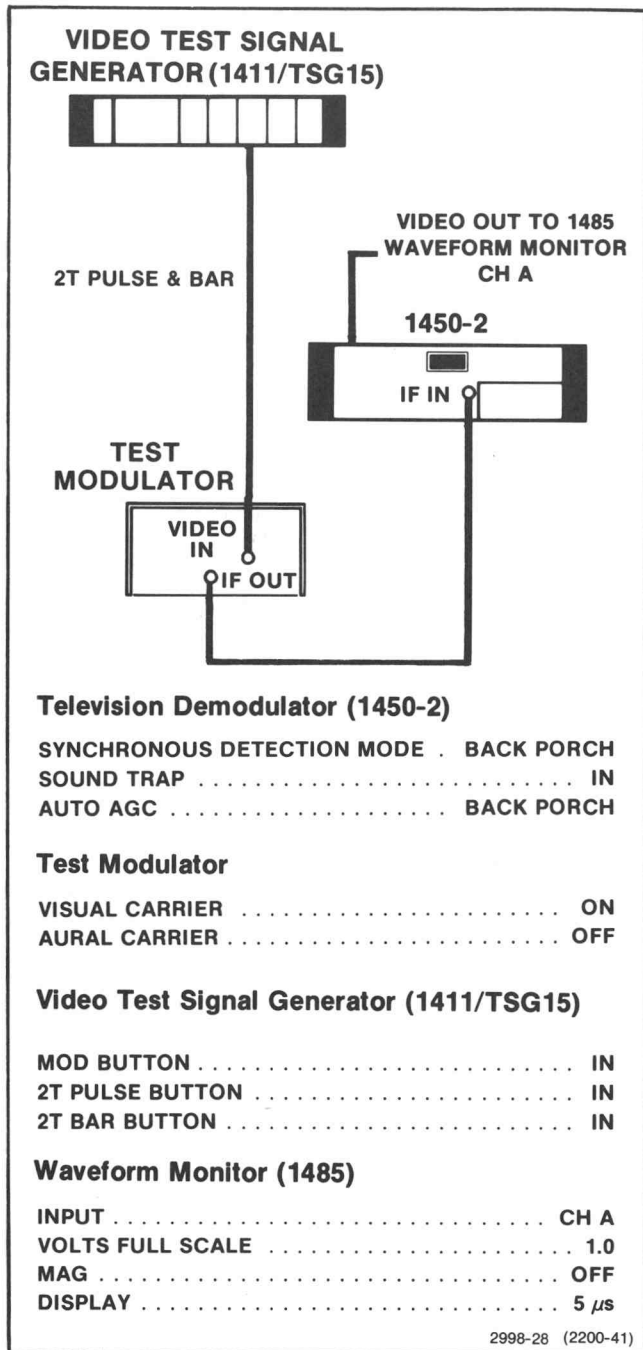 VIDEO TEST SIGNAL
GENERATOR (1411/TSG15)
VIDEO OUT TO 1485
WAVEFORM MONITOR
CH A
2T PULSE & BAR
1450-2
IF IN
TEST
MODULATOR
VIDEO
IN
IF OUT
Television Demodulator (1450-2)
SYNCHRONOUS DETECTION MODE . BACK PORCH
SOUND TRAP . . . . . . . . . . . . . . . . . . . . . . . . . . . IN
AUTO AGC . . . . . . . . . . . . . . . . . . . . BACK PORCH
Test Modulator
VISUAL CARRIER . . . . . . . . . . . . . . . . . . . . . . . ON
AURAL CARRIER . . . . . . . . . . . . . . . . . . . . . . . OFF
Video Test Signal Generator (1411/TSG15)
MOD BUTTON . . . . . . . . . . . . . . . . . . . . . . . . . . IN
2T PULSE BUTTON . . . . . . . . . . . . . . . . . . . . . . IN
2T BAR BUTTON . . . . . . . . . . . . . . . . . . . . . . . . IN
Waveform Monitor (1485)
INPUT . . . . . . . . . . . . . . . . . . . . . . . . . . . . . . CH A
VOLTS FULL SCALE . . . . . . . . . . . . . . . . . . . . . 1.0
MAG . . . . . . . . . . . . . . . . . . . . . . . . . . . . . . . . OFF
DISPLAY . . . . . . . . . . . . . . . . . . . . . . . . . . . . . 5 µs
2998-28 (2200-41)